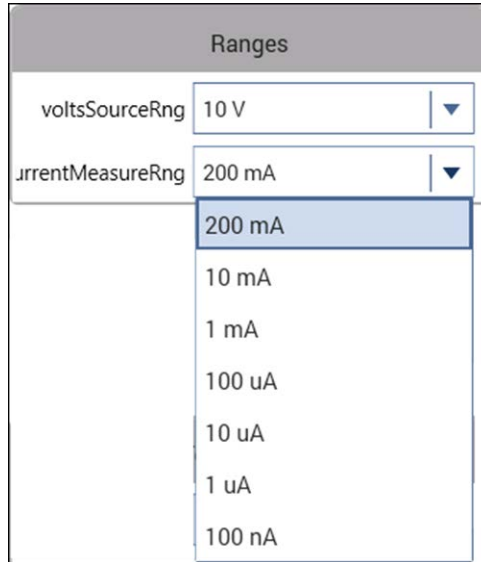 Ranges
voltsSourceRng 10 V
urrentMeasureRng 200 mA
200 mA
10 mA
1 mA
100 uA
10 uA
1 uA
100 nA